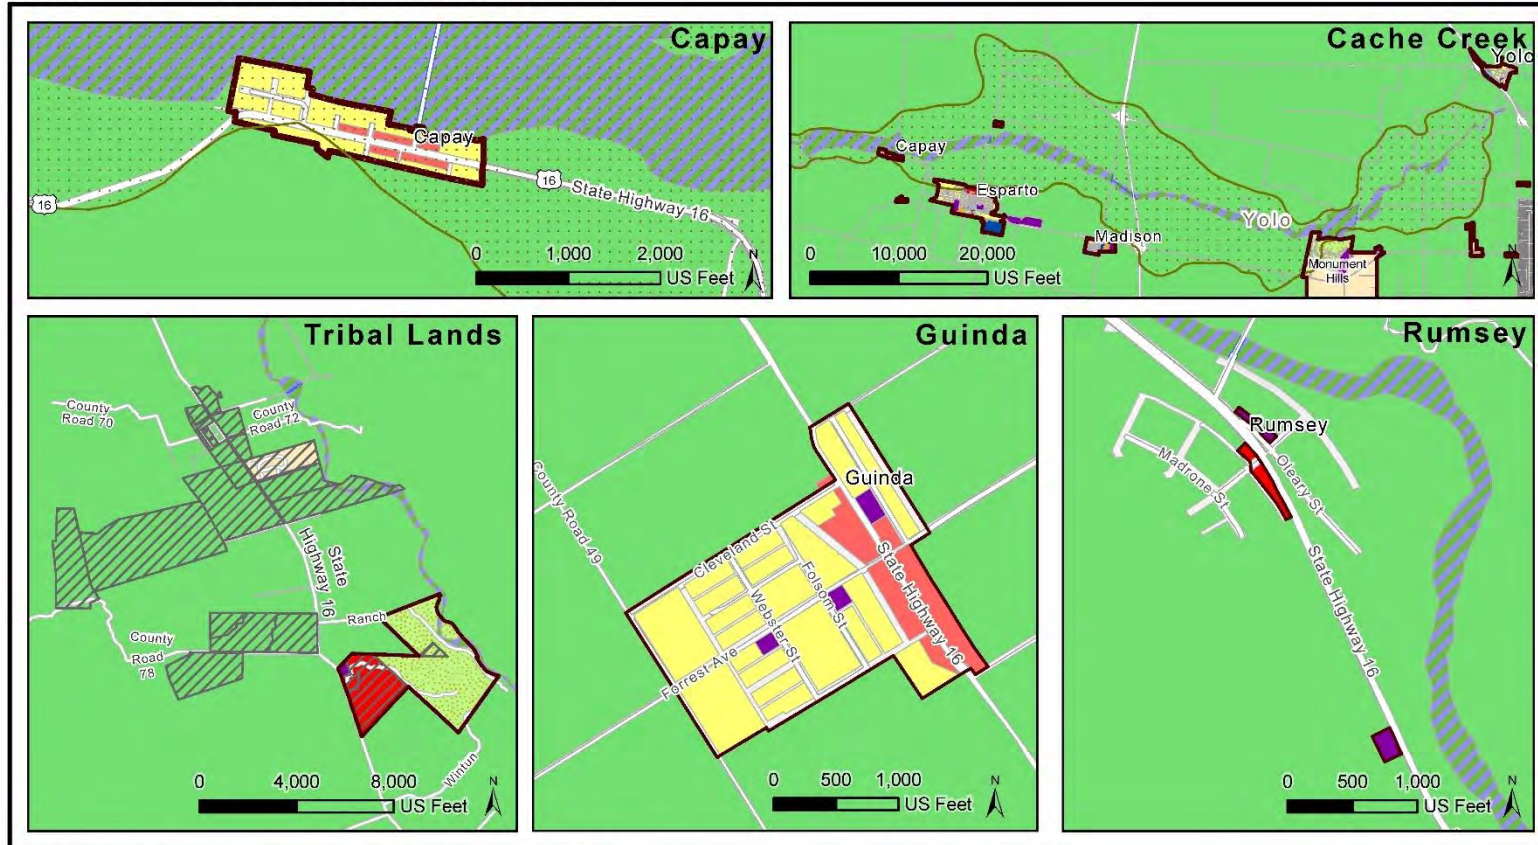 Capay
Capay
16
16
State Highway 16
0
1,000
2,000
US Feet
N
Cache Creek
Yolo
Capay
Esparto
Madison
Yolo
Monument
Hills
0
10,000
20,000
US Feet
N
Tribal Lands
County
Road 70
County
Road 72
State
Highway 16
Ranch
County
Road
78
Wintun
0
4,000
8,000
US Feet
N
Guinda
Guinda
County Road 49
Cleveland St
Folsom St
Webster St
State Highway 16
Forrest Ave
0
500
1,000
US Feet
N
Rumsey
Rumsey
Madrone St
Oleary St
State Highway 16
0
500
1,000
US Feet
N